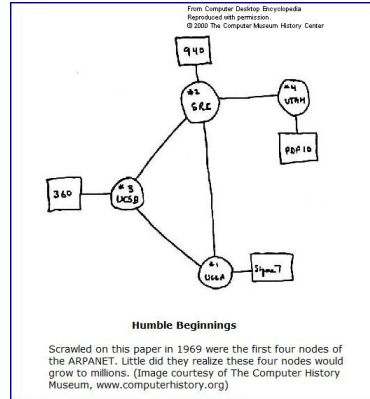 From Computer Desktop Encyclopedia
Reproduced with permission.
© 2000 The Computer Museum History Center
940
#2
SRI
#4
UTAH
PDP 10
360
#3
UCSB
#1
UCLA
Sigma 7
Humble Beginnings
Scrawled on this paper in 1969 were the first four nodes of
the ARPANET. Little did they realize these four nodes would
grow to millions. (Image courtesy of The Computer History
Museum, www.computerhistory.org)